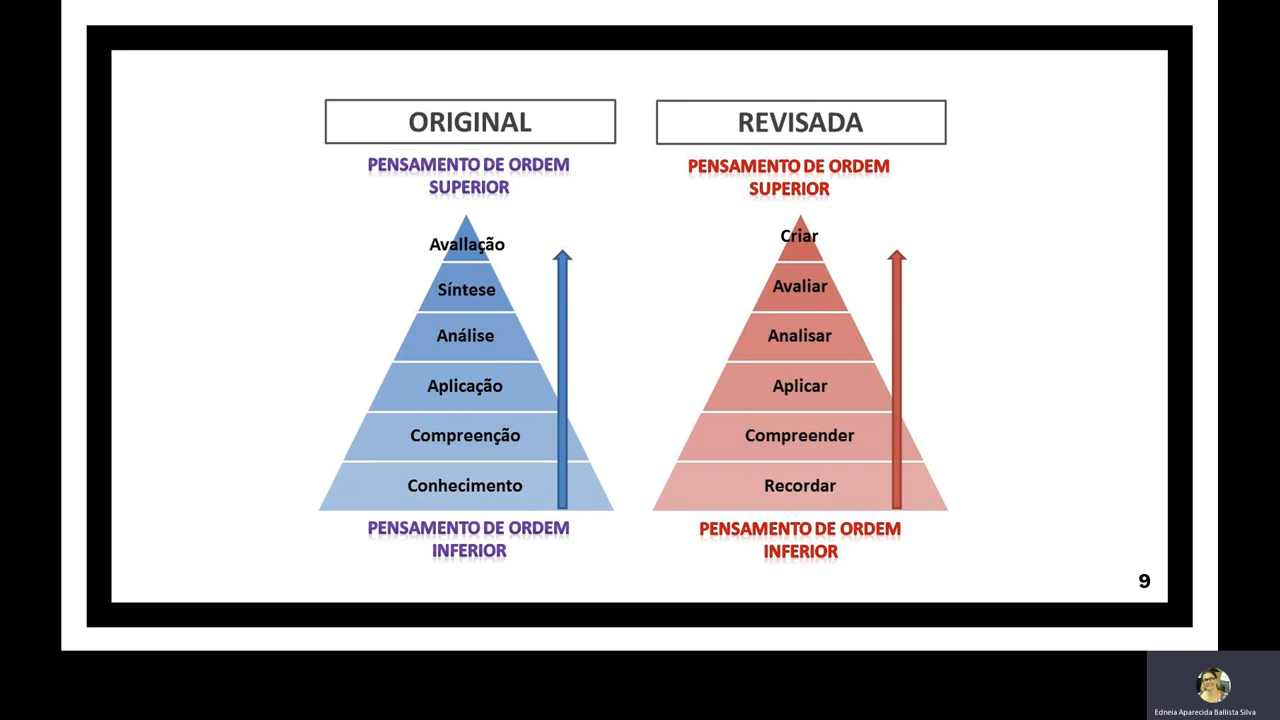 ORIGINAL
PENSAMENTO DE ORDEM
SUPERIOR
Avallação
Síntese
Análise
Aplicação
Compreenção
Conhecimento
PENSAMENTO DE ORDEM
INFERIOR
REVISADA
PENSAMENTO DE ORDEM
SUPERIOR
Criar
Avaliar
Analisar
Aplicar
Compreender
Recordar
PENSAMENTO DE ORDEM
INFERIOR
9
Edneia Aparecida Ballista Silva